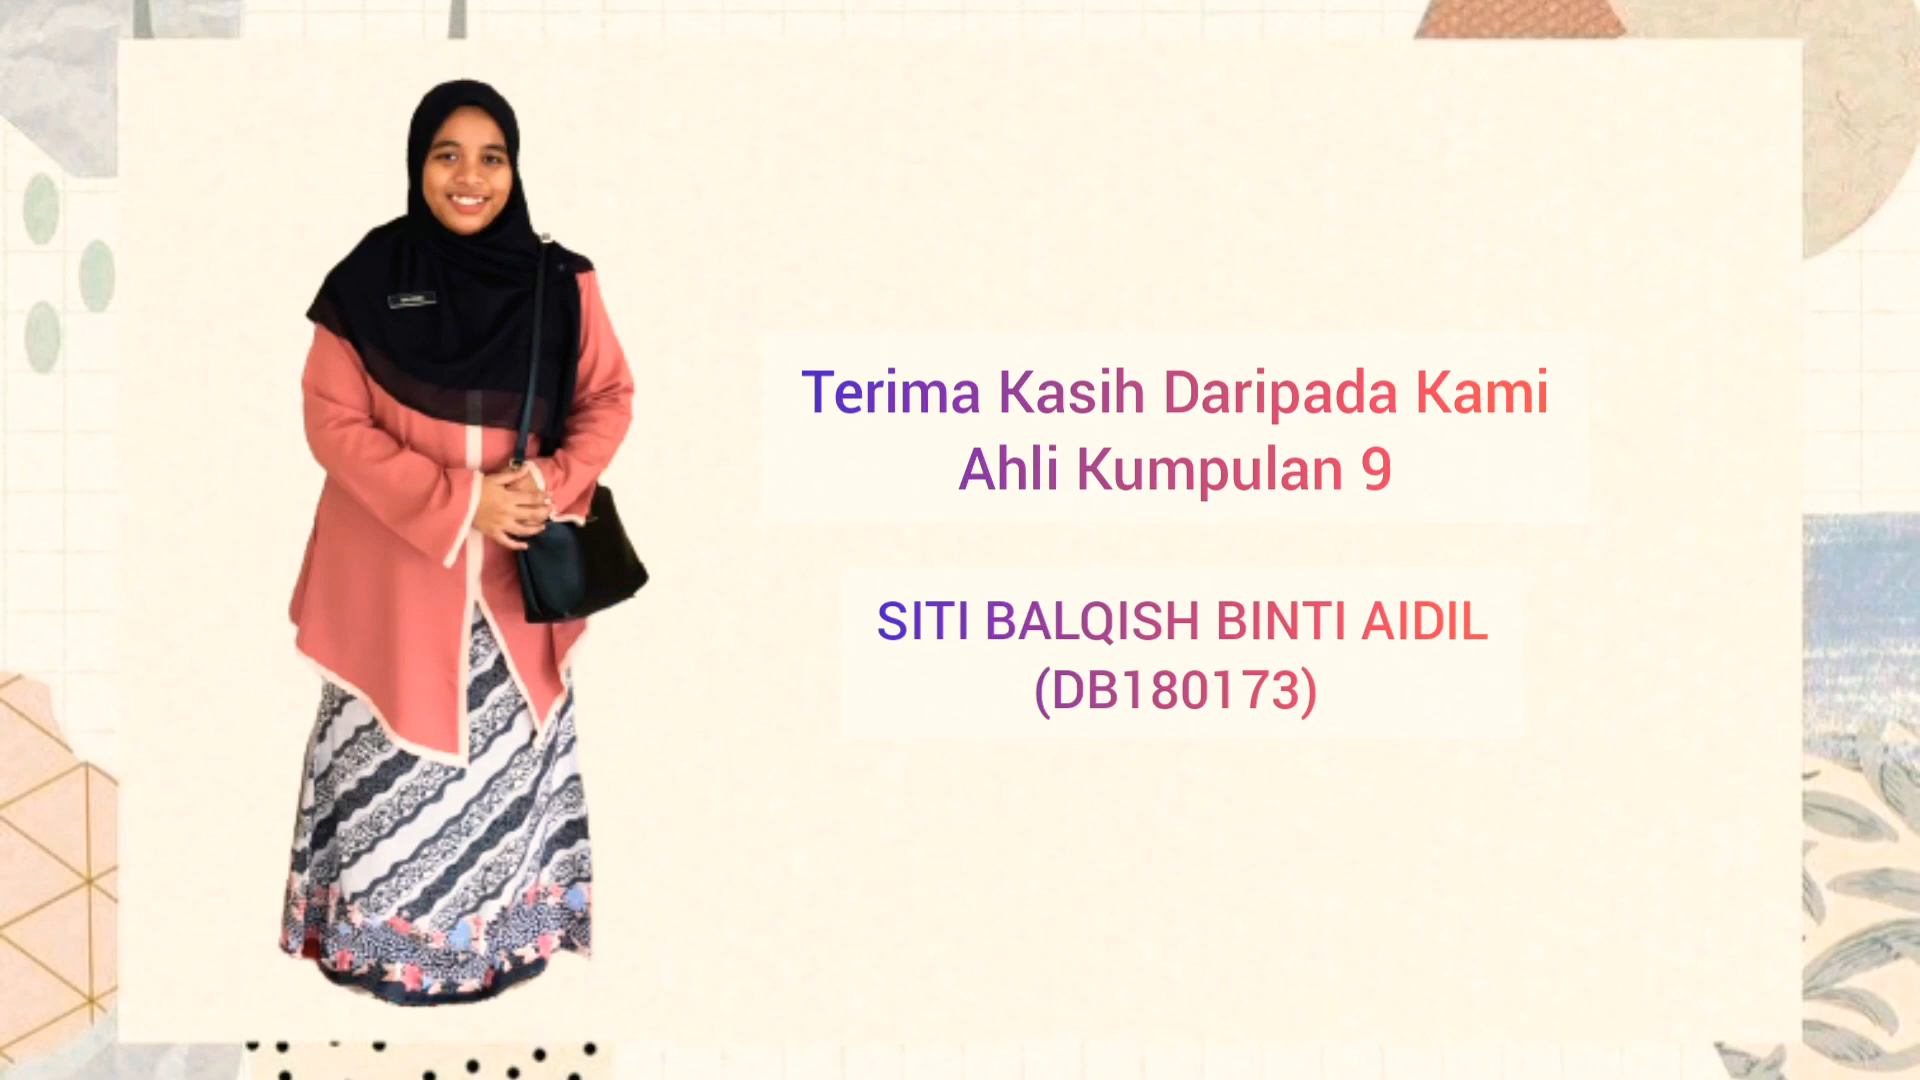 Terima Kasih Daripada Kami
Ahli Kumpulan 9
SITI BALQISH BINTI AIDIL
(DB180173)